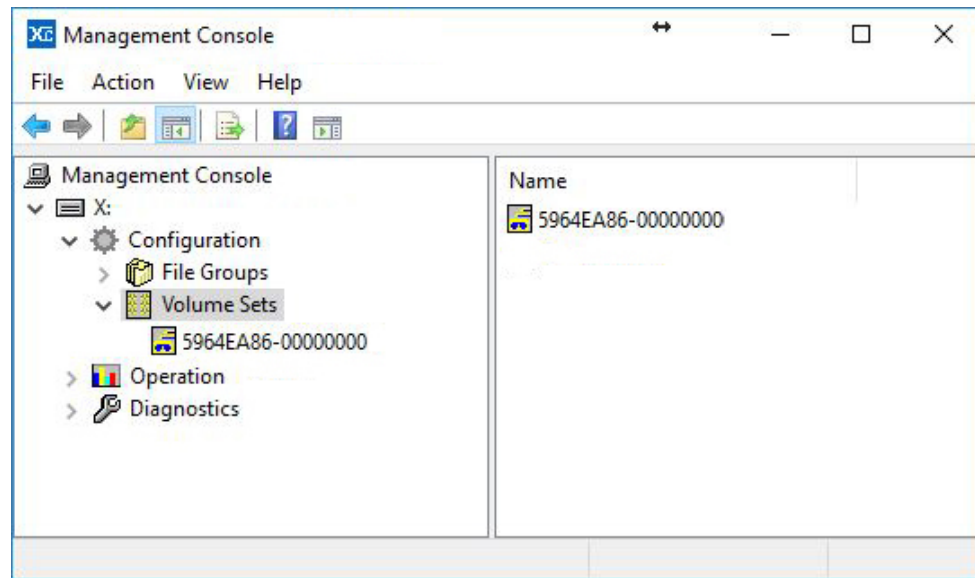 Management Console
File Action View Help
Management Console
X:
Configuration
File Groups
Volume Sets
5964EA86-00000000
Operation
Diagnostics
Name
5964EA86-00000000